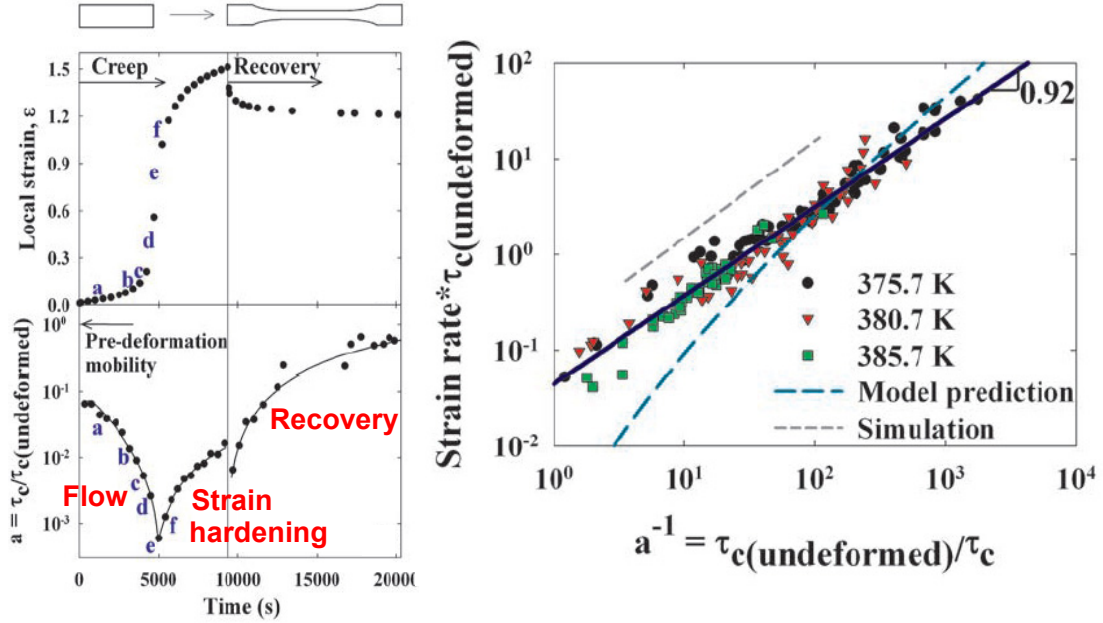 Creep
Recovery
Local strain, ε
1.5
1.2
0.9
0.6
0.3
0.0
a
b
c
d
e
f
Pre-deformation
mobility
a = τc/τc(undeformed)
10⁰
10⁻¹
10⁻²
10⁻³
a
b
c
d
e
f
Flow
Strain
hardening
Recovery
0
5000
10000
15000
20000
Time (s)
Strain rate*τc(undeformed)
10²
10¹
10⁰
10⁻¹
10⁻²
0.92
375.7 K
380.7 K
385.7 K
Model prediction
Simulation
10⁰
10¹
10²
10³
10⁴
a⁻¹ = τc(undeformed)/τc